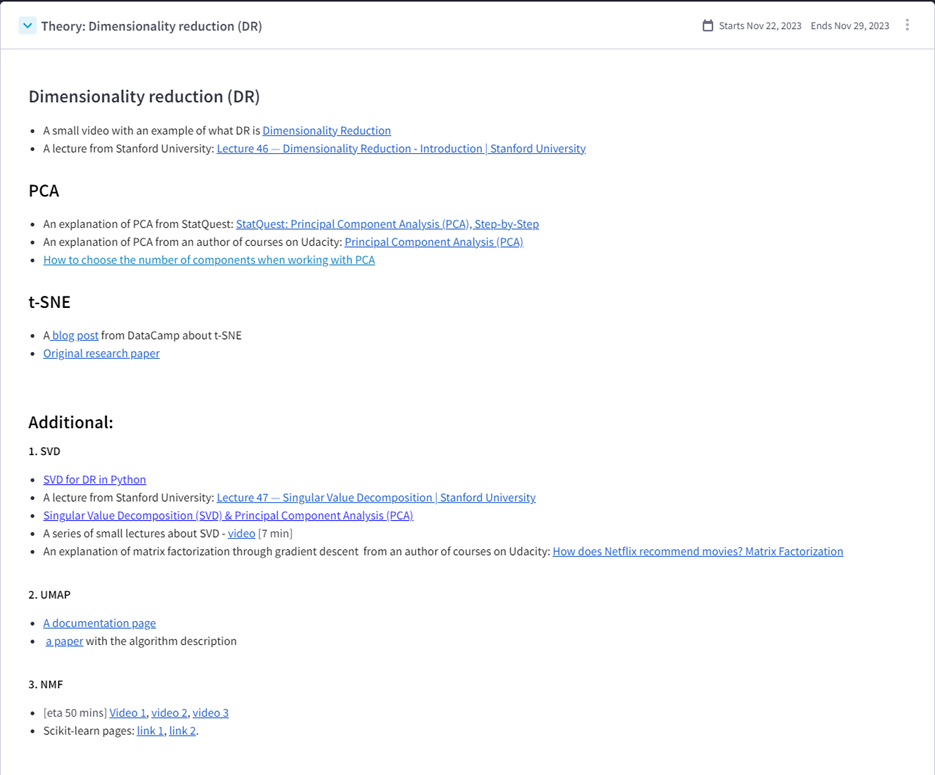 Theory: Dimensionality reduction (DR)
Starts Nov 22, 2023 Ends Nov 29, 2023
Dimensionality reduction (DR)
A small video with an example of what DR is Dimensionality Reduction
A lecture from Stanford University: Lecture 46 — Dimensionality Reduction - Introduction | Stanford University
PCA
An explanation of PCA from StatQuest: StatQuest: Principal Component Analysis (PCA), Step-by-Step
An explanation of PCA from an author of courses on Udacity: Principal Component Analysis (PCA)
How to choose the number of components when working with PCA
t-SNE
A blog post from DataCamp about t-SNE
Original research paper
Additional:
1. SVD
SVD for DR in Python
A lecture from Stanford University: Lecture 47 — Singular Value Decomposition | Stanford University
Singular Value Decomposition (SVD) & Principal Component Analysis (PCA)
A series of small lectures about SVD - video [7 min]
An explanation of matrix factorization through gradient descent from an author of courses on Udacity: How does Netflix recommend movies? Matrix Factorization
2. UMAP
A documentation page
a paper with the algorithm description
3. NMF
[eta 50 mins] Video 1, video 2, video 3
Scikit-learn pages: link 1, link 2.